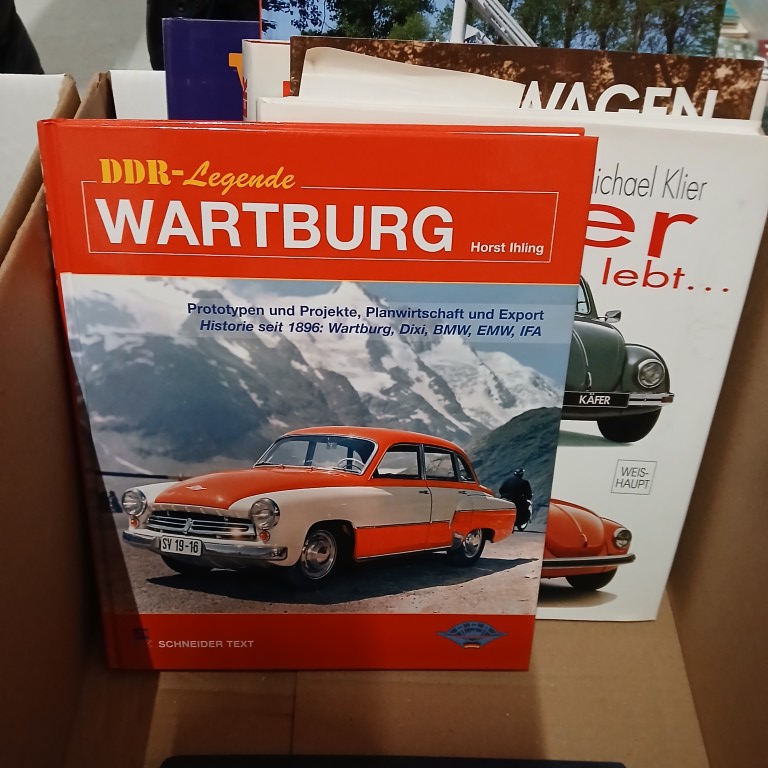 DDR-Legende
WARTBURG
Horst Ihling
Prototypen und Projekte, Planwirtschaft und Export
Historie seit 1896: Wartburg, Dixi, BMW, EMW, IFA
SV 19-16
SCHNEIDER TEXT
WAGEN
ichael Klier
er
lebt...
KÄFER
WEIS-
HAUPT